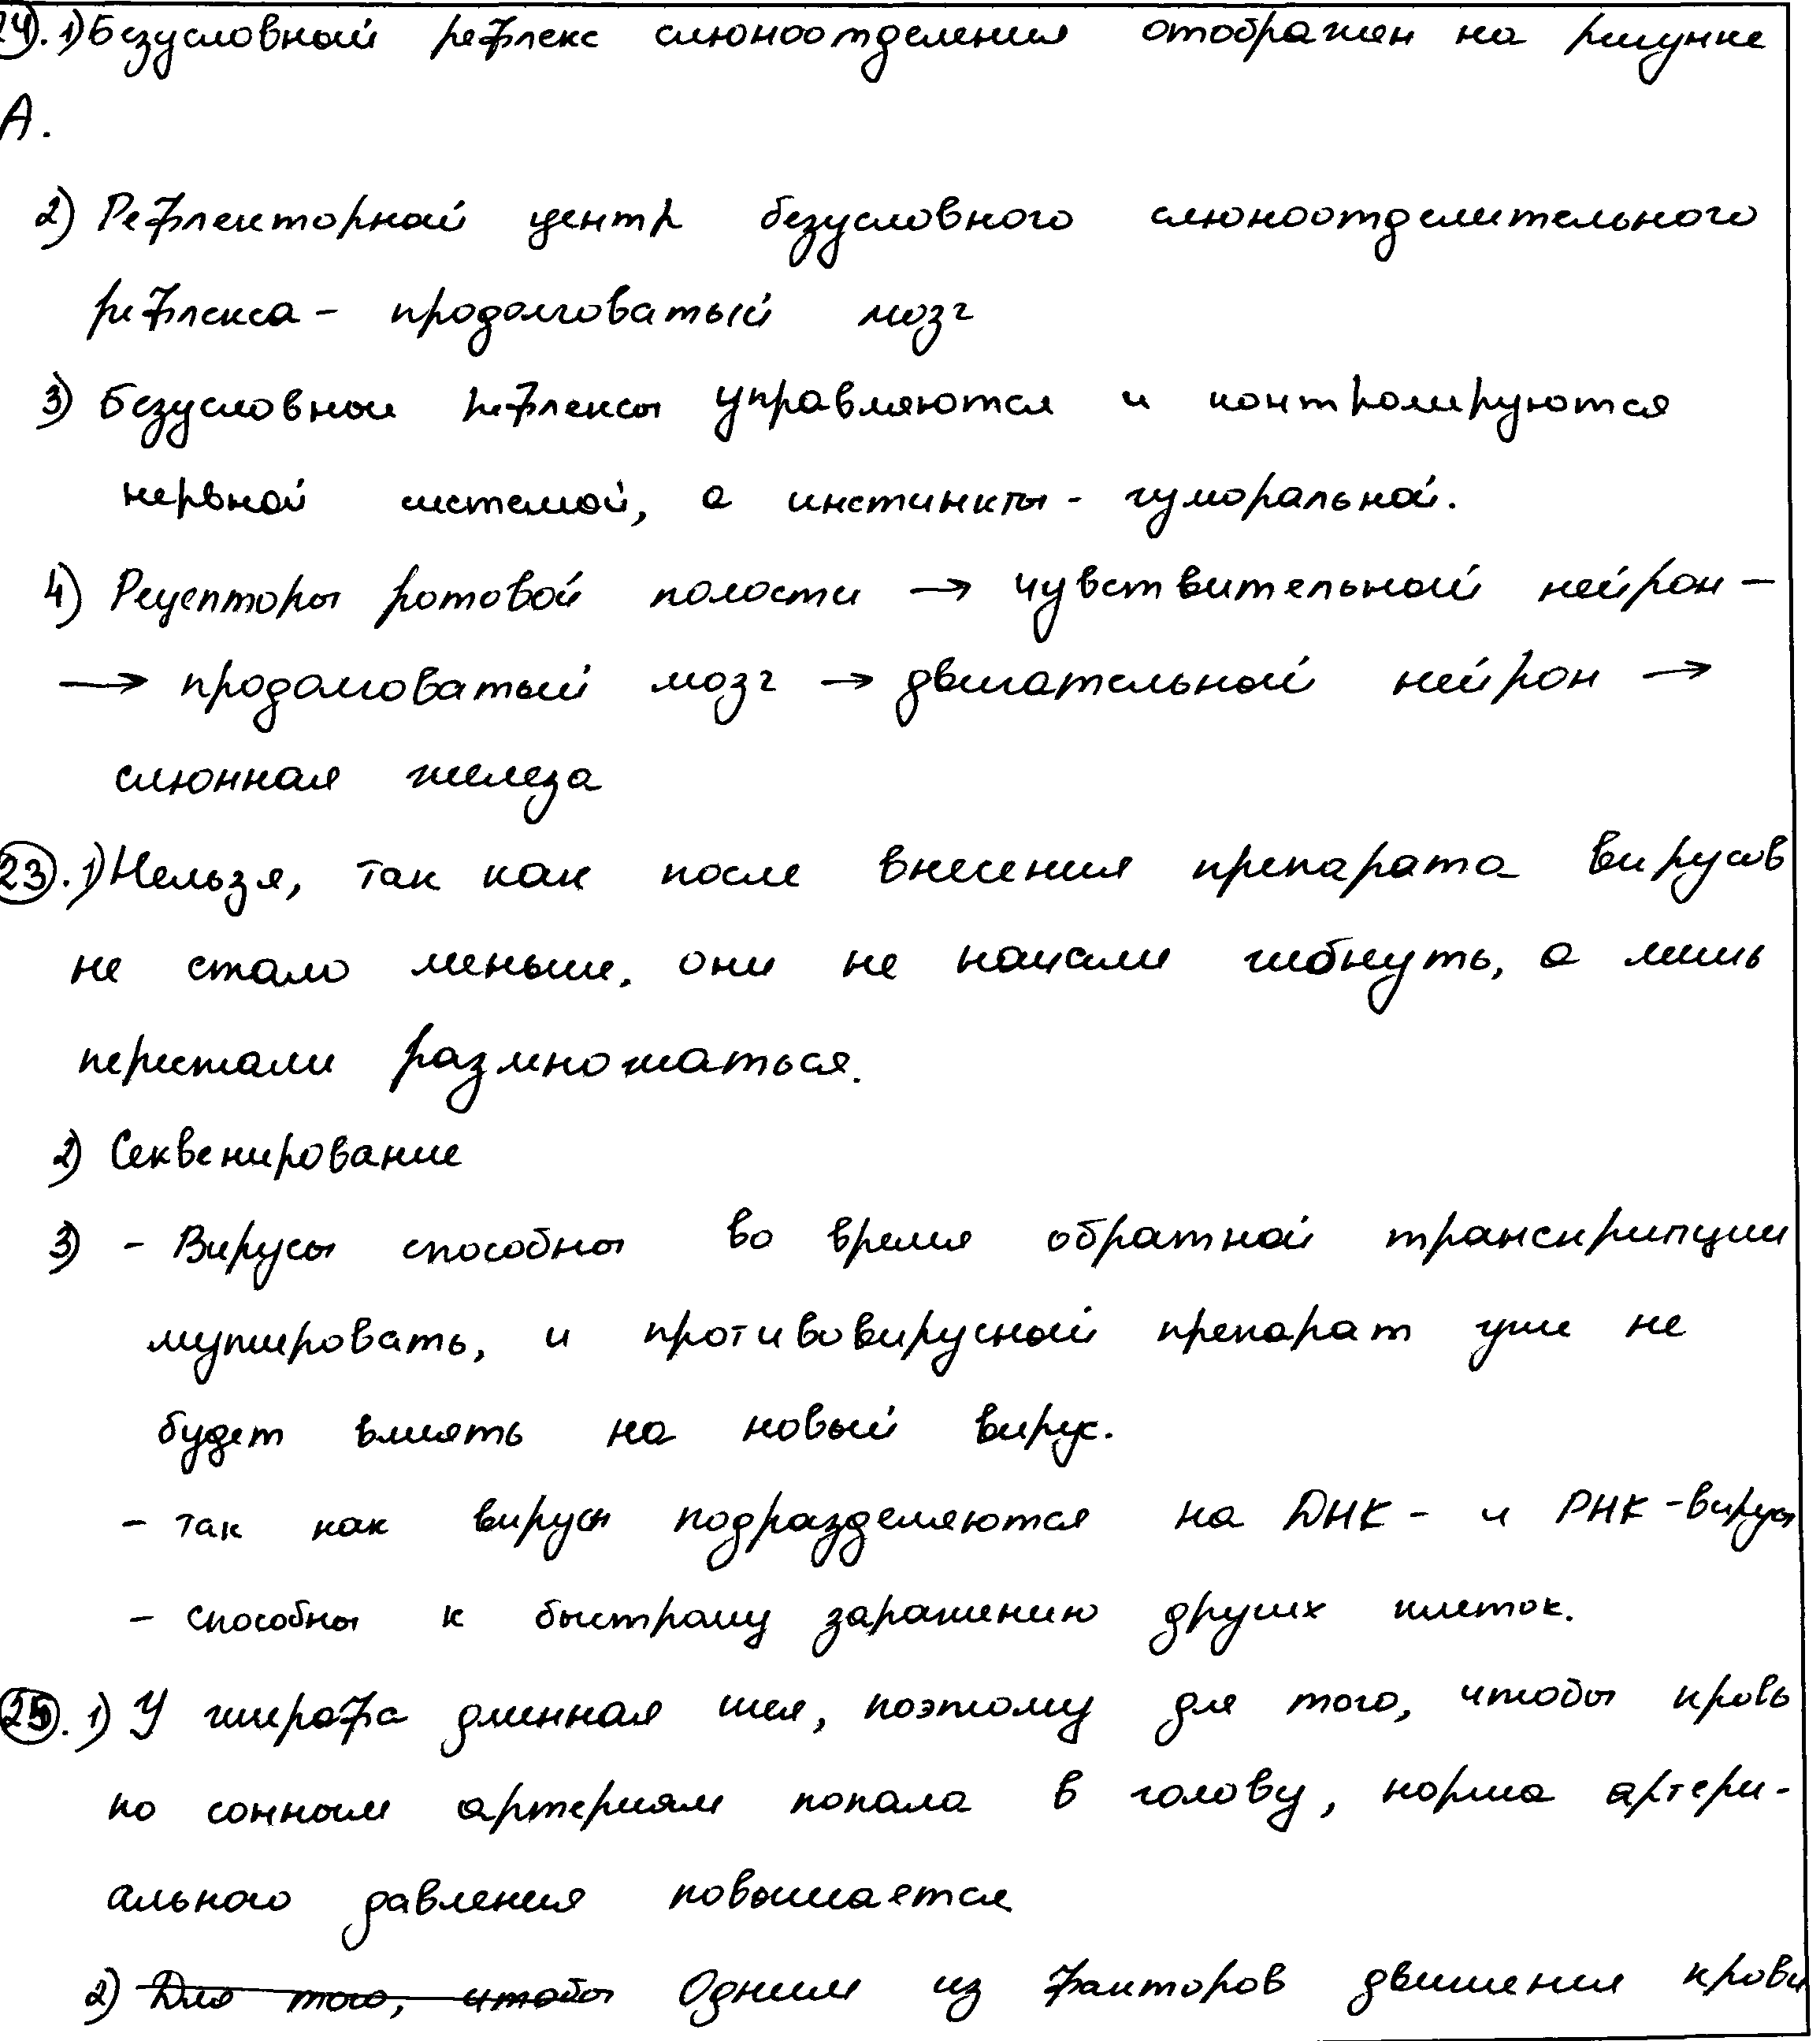 24. 1) Безусловный рефлекс слюноотделения отображен на рисунке
А.
2) Рефлекторный центр безусловного слюноотделительного
рефлекса - продолговатый мозг
3) Безусловные рефлексы управляются и контролируются
нервной системой, а инстинкты - гуморальной.
4) Рецепторы ротовой полости → чувствительный нейрон -
→ продолговатый мозг → двигательный нейрон →
слюнная железа
23. 1) Нельзя, так как после внесения препарата вирусов
не стало меньше, они не начали гибнуть, а лишь
перестали размножаться.
2) Секвенирование
3) - Вирусы способны во время обратной транскрипции
мутировать, и противовирусный препарат уже не
будет влиять на новый вирус.
- так как вирусы подразделяются на ДНК - и РНК - вирусы
- способны к быстрому заражению других клеток.
25. 1) У жирафа длинная шея, поэтому для того, чтобы кровь
по сонным артериям попала в голову, норма артери-
ального давления повышается
2) Для того, чтобы Одним из факторов движения крови